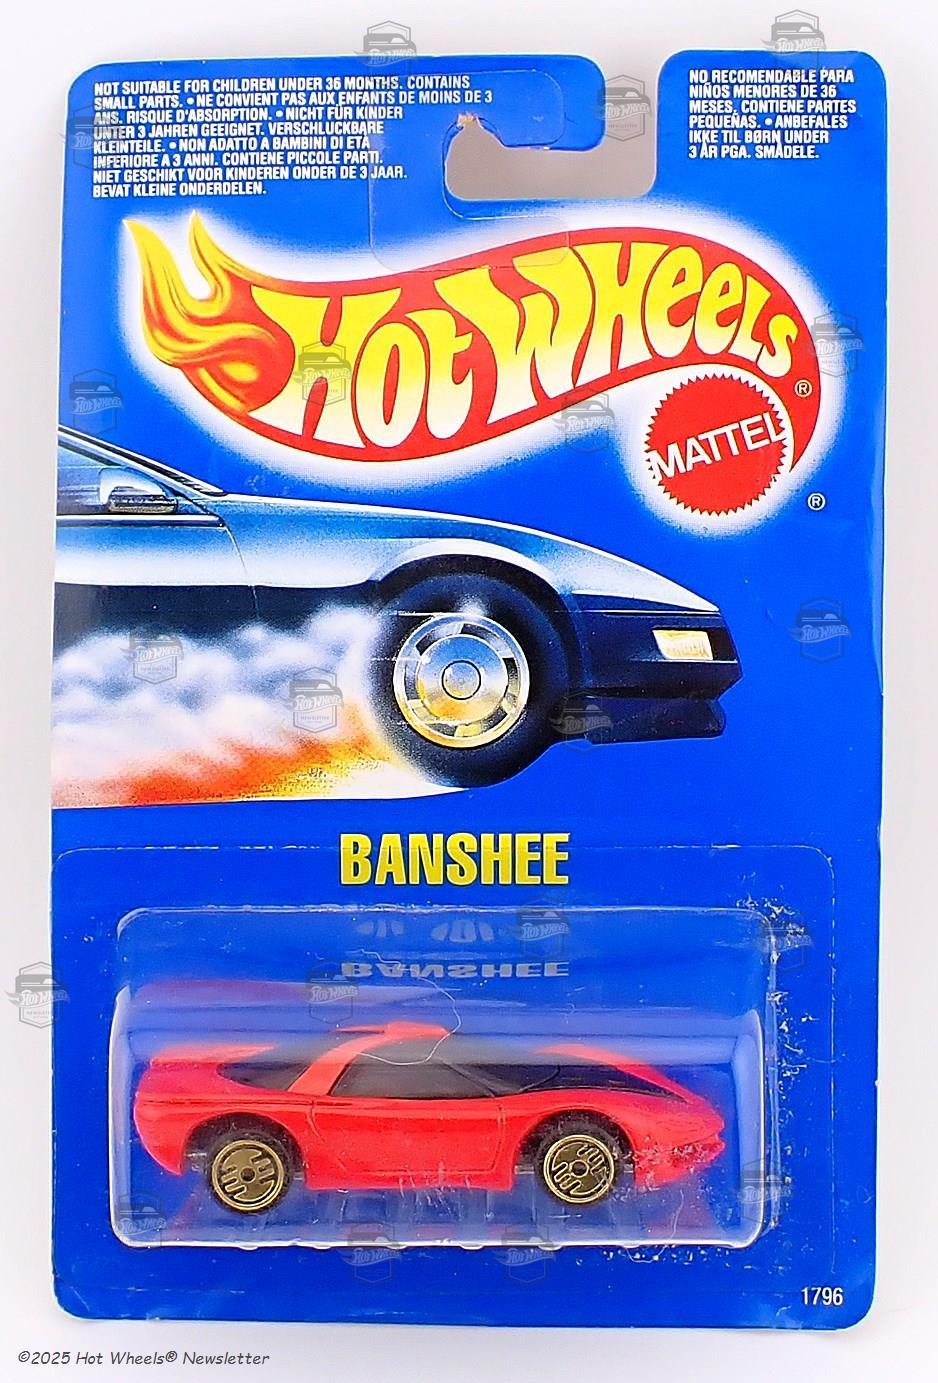 NOT SUITABLE FOR CHILDREN UNDER 36 MONTHS. CONTAINS
SMALL PARTS. • NE CONVIENT PAS AUX ENFANTS DE MOINS DE 3
ANS. RISQUE D'ABSORPTION. • NICHT FÜR KINDER
UNTER 3 JAHREN GEEIGNET. VERSCHLUCKBARE
KLEINTEILE. • NON ADATTO A BAMBINI DI ETÀ
INFERIORE A 3 ANNI. CONTIENE PICCOLE PARTI.
NIET GESCHIKT VOOR KINDEREN ONDER DE 3 JAAR.
BEVAT KLEINE ONDERDELEN.
NO RECOMENDABLE PARA
NIÑOS MENORES DE 36
MESES. CONTIENE PARTES
PEQUEÑAS. • ANBEFALES
IKKE TIL BØRN UNDER
3 ÅR PGA. SMÅDELE.
HOT WHEELS ®
MATTEL
®
BANSHEE
BANSHEE
1796
©2025 Hot Wheels® Newsletter